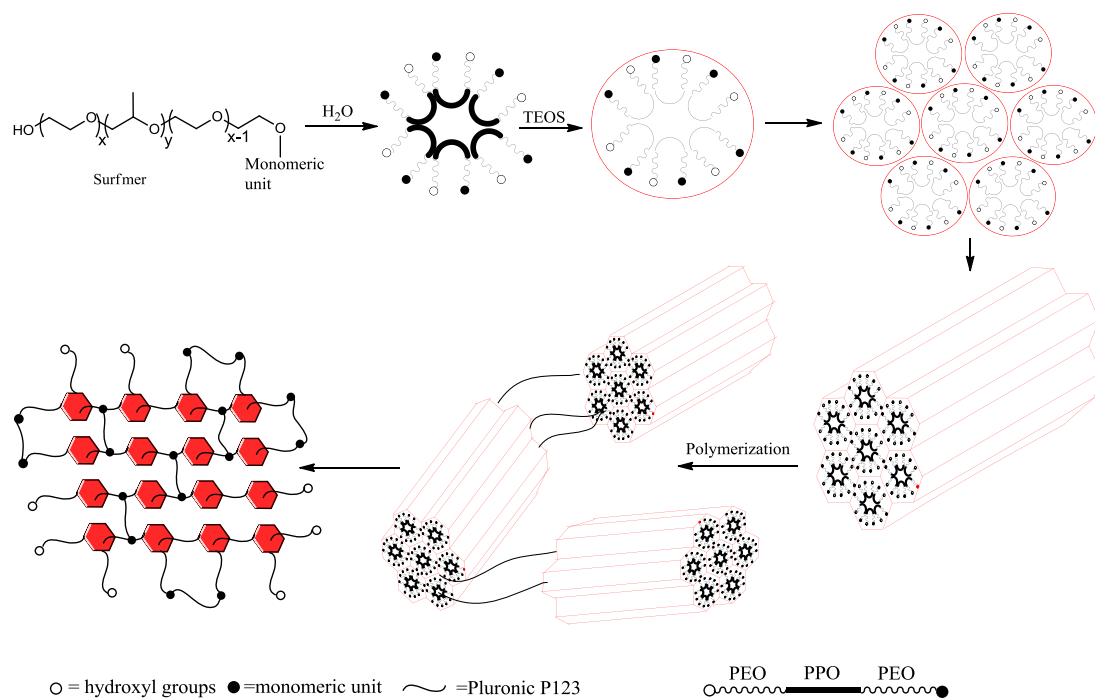 HO
O
x
O
y
O
x-1
O
Surfmer
Monomeric
unit
H₂O
TEOS
Polymerization
PEO PPO PEO
= hydroxyl groups =monomeric unit =Pluronic P123